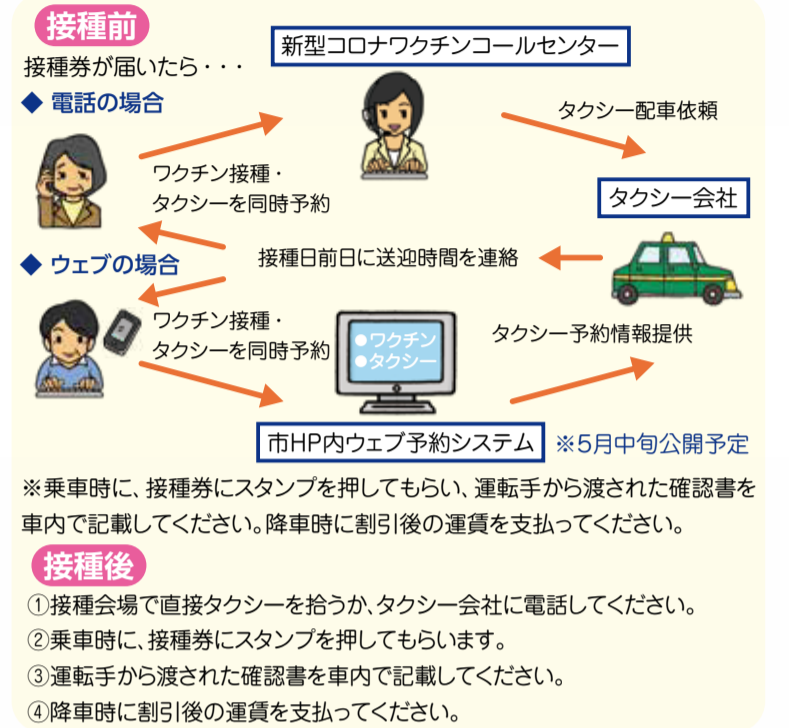 接種前
接種券が届いたら・・・
新型コロナワクチンコールセンター
◆ 電話の場合
タクシー配車依頼
ワクチン接種・
タクシーを同時予約
タクシー会社
◆ ウェブの場合
接種日前日に送迎時間を連絡
ワクチン接種・
タクシーを同時予約
●ワクチン
●タクシー
タクシー予約情報提供
市HP内ウェブ予約システム
※5月中旬公開予定
※乗車時に、接種券にスタンプを押してもらい、運転手から渡された確認書を
車内で記載してください。降車時に割引後の運賃を支払ってください。
接種後
①接種会場で直接タクシーを拾うか、タクシー会社に電話してください。
②乗車時に、接種券にスタンプを押してもらいます。
③運転手から渡された確認書を車内で記載してください。
④降車時に割引後の運賃を支払ってください。